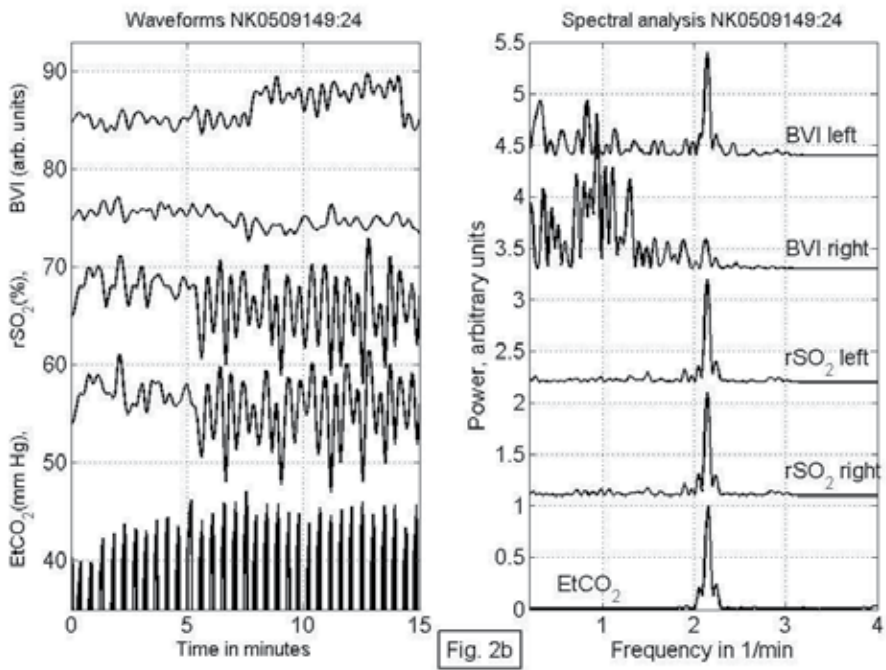 Waveforms NK0509149:24
BVI (arb. units)
rSO2(%),
EtCO2(mm Hg),
90
80
70
60
50
40
0
5
10
15
Time in minutes
Fig. 2b
Spectral analysis NK0509149:24
Power, arbitrary units
5.5
5
4.5
4
3.5
3
2.5
2
1.5
1
0.5
0
BVI left
BVI right
rSO2 left
rSO2 right
EtCO2
1
2
3
4
Frequency in 1/min